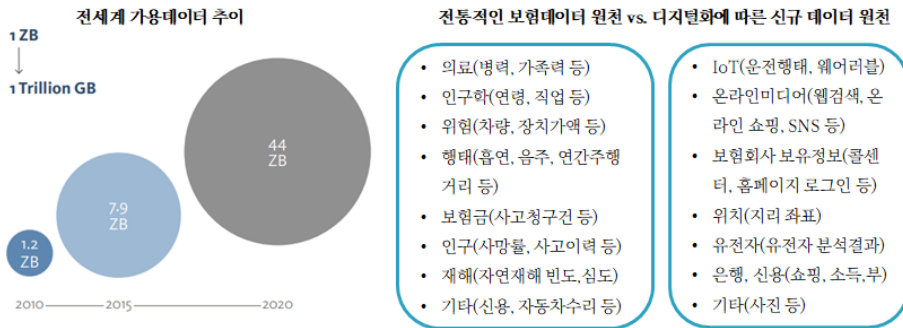 전세계 가용데이터 추이
1 ZB
1 Trillion GB
1.2
ZB
7.9
ZB
44
ZB
2010
2015
2020
전통적인 보험데이터 원천 vs. 디지털화에 따른 신규 데이터 원천
• 의료(병력, 가족력 등)
• 인구학(연령, 직업 등)
• 위험(차량, 장치가액 등)
• 행태(흡연, 음주, 연간주행
거리 등)
• 보험금(사고청구건 등)
• 인구(사망률, 사고이력 등)
• 재해(자연재해 빈도,심도)
• 기타(신용, 자동차수리 등)
• IoT(운전행태, 웨어러블)
• 온라인미디어(웹검색, 온
라인 쇼핑, SNS 등)
• 보험회사 보유정보(콜센
터, 홈페이지 로그인 등)
• 위치(지리 좌표)
• 유전자(유전자 분석결과)
• 은행, 신용(쇼핑, 소득,부)
• 기타(사진 등)